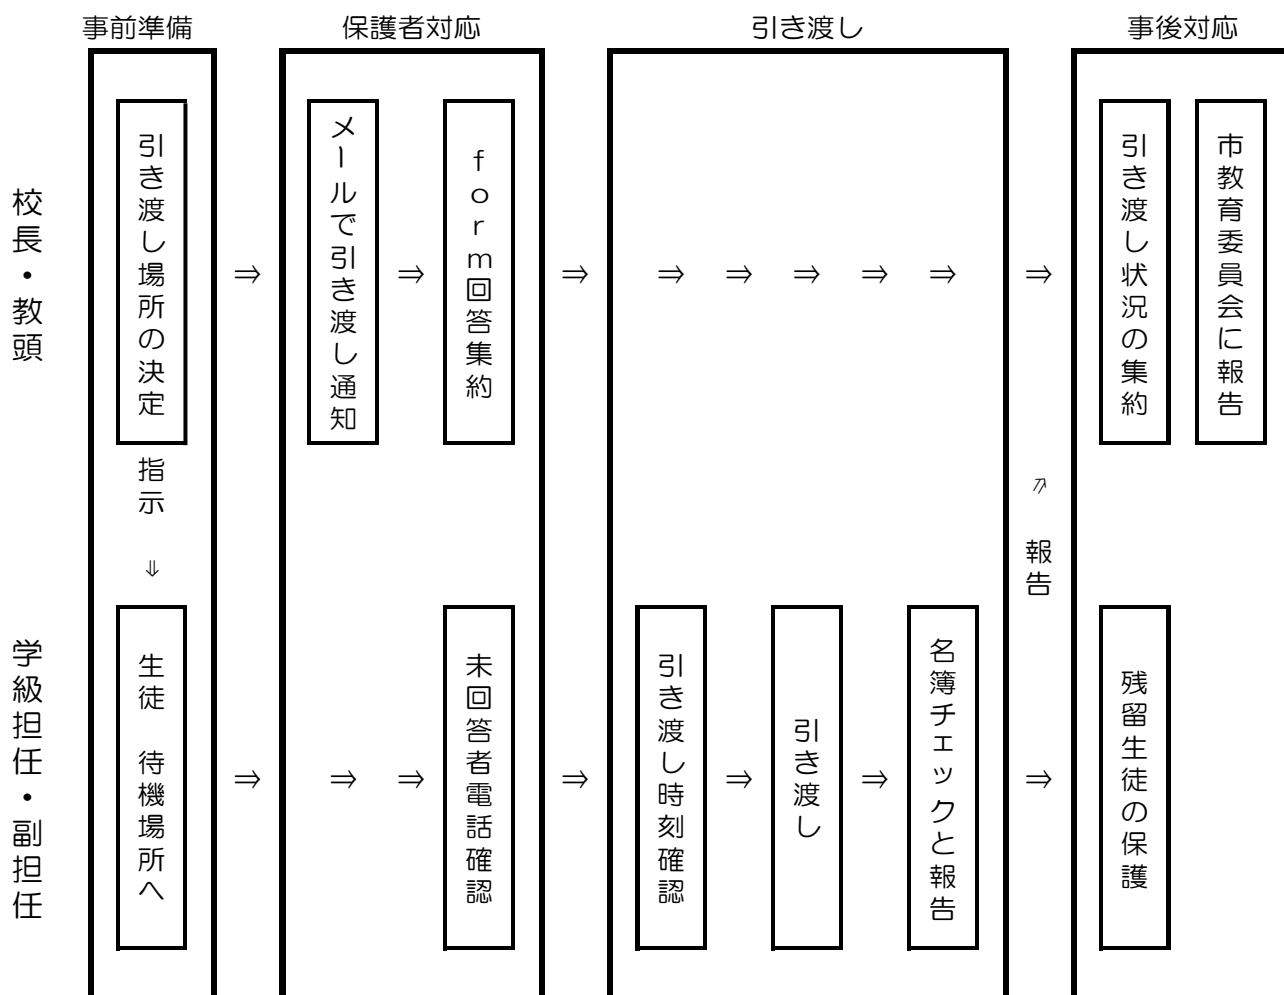 事前準備
保護者対応
引き渡し
事後対応
校長・教頭
引き渡し場所の決定
⇒
メールで引き渡し通知
⇒
form回答集約
⇒
⇒ ⇒ ⇒ ⇒ ⇒
⇒
引き渡し状況の集約
市教育委員会に報告
指示
⇓
⇗
報告
学級担任・副担任
生徒 待機場所へ
⇒
⇒ ⇒
未回答者電話確認
⇒
引き渡し時刻確認
⇒
引き渡し
⇒
名簿チェックと報告
⇒
残留生徒の保護